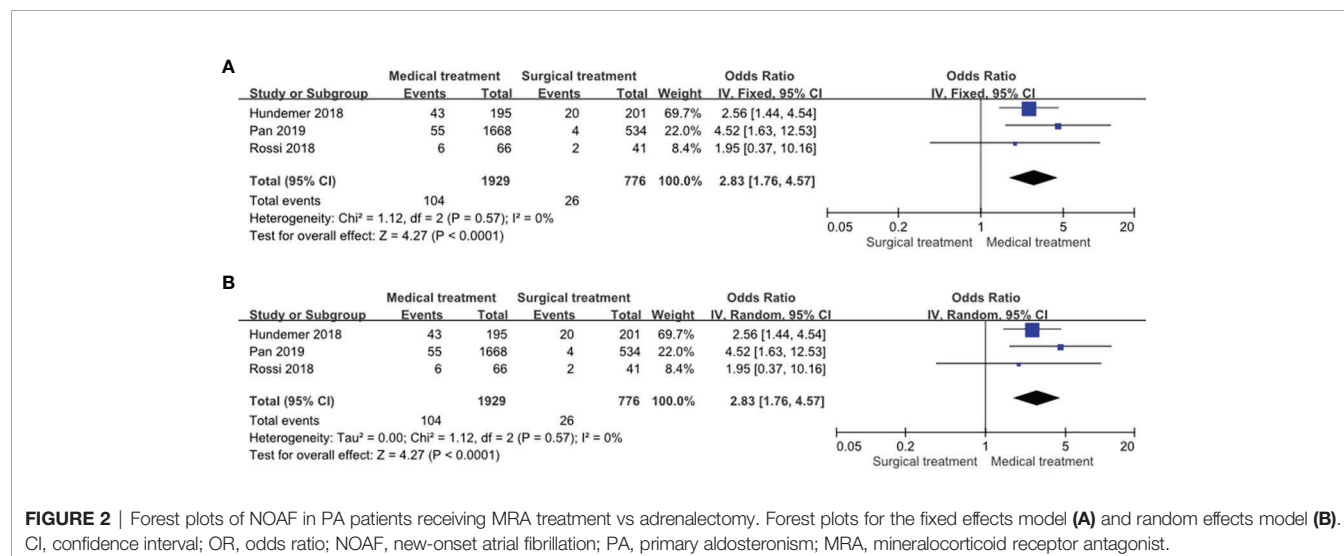 A
Medical treatment Surgical treatment Odds Ratio Odds Ratio
Study or Subgroup Events Total Events Total Weight IV, Fixed, 95% CI IV, Fixed, 95% CI
Hundemer 2018 43 195 20 201 69.7% 2.56 [1.44, 4.54]
Pan 2019 55 1668 4 534 22.0% 4.52 [1.63, 12.53]
Rossi 2018 6 66 2 41 8.4% 1.95 [0.37, 10.16]
Total (95% CI) 1929 776 100.0% 2.83 [1.76, 4.57]
Total events 104 26
Heterogeneity: Chi² = 1.12, df = 2 (P = 0.57); I² = 0%
Test for overall effect: Z = 4.27 (P < 0.0001)
0.05 0.2 1 5 20
Surgical treatment Medical treatment
B
Medical treatment Surgical treatment Odds Ratio Odds Ratio
Study or Subgroup Events Total Events Total Weight IV, Random, 95% CI IV, Random, 95% CI
Hundemer 2018 43 195 20 201 69.7% 2.56 [1.44, 4.54]
Pan 2019 55 1668 4 534 22.0% 4.52 [1.63, 12.53]
Rossi 2018 6 66 2 41 8.4% 1.95 [0.37, 10.16]
Total (95% CI) 1929 776 100.0% 2.83 [1.76, 4.57]
Total events 104 26
Heterogeneity: Tau² = 0.00; Chi² = 1.12, df = 2 (P = 0.57); I² = 0%
Test for overall effect: Z = 4.27 (P < 0.0001)
0.05 0.2 1 5 20
Surgical treatment Medical treatment
FIGURE 2 | Forest plots of NOAF in PA patients receiving MRA treatment vs adrenalectomy. Forest plots for the fixed effects model (A) and random effects model (B).
CI, confidence interval; OR, odds ratio; NOAF, new-onset atrial fibrillation; PA, primary aldosteronism; MRA, mineralocorticoid receptor antagonist.